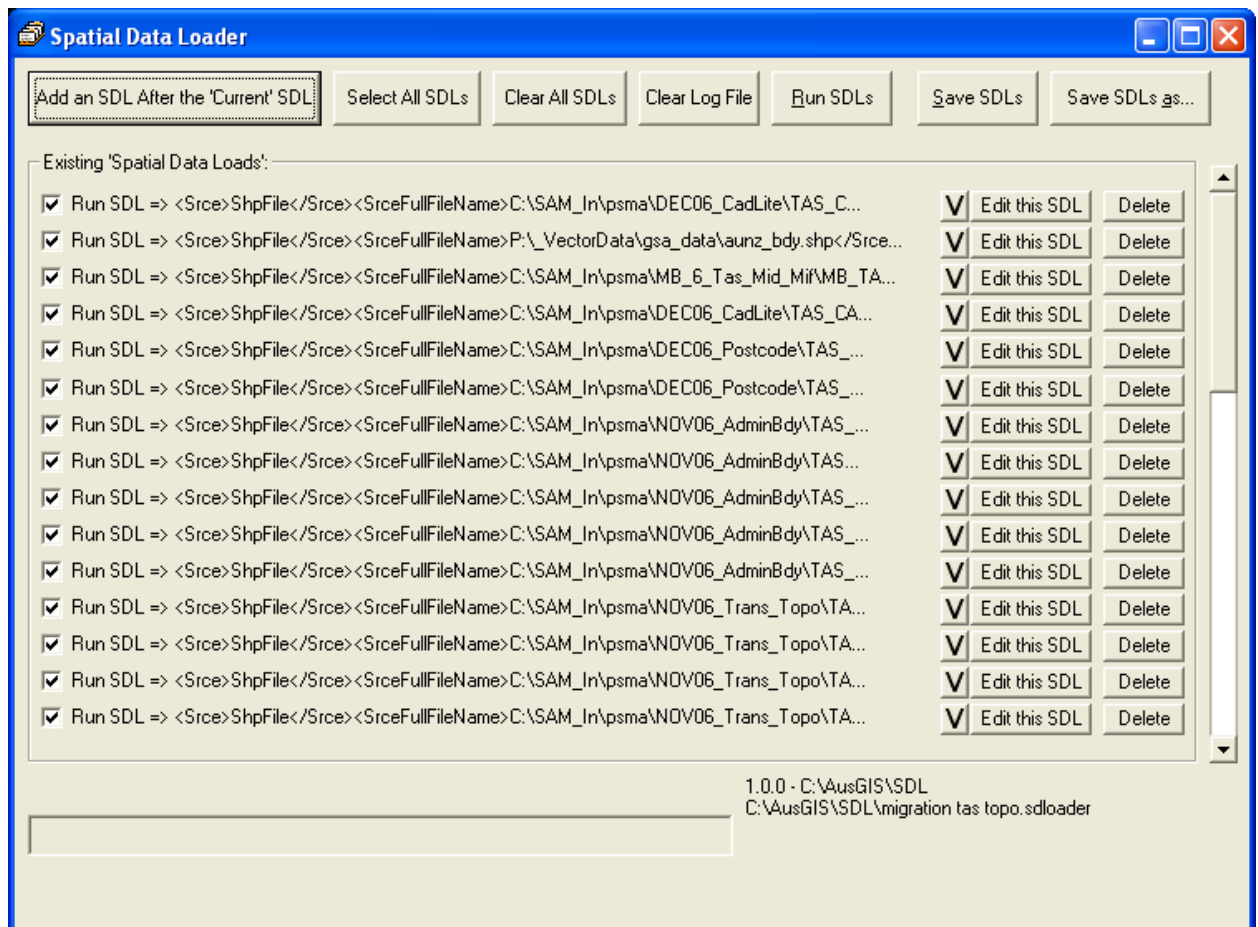 Spatial Data Loader
Add an SDL After the 'Current' SDL Select All SDLs Clear All SDLs Clear Log File Run SDLs Save SDLs Save SDLs as...
Existing 'Spatial Data Loads':
Run SDL => <Srce>ShpFile</Srce><SrceFullFileName>C:\SAM_In\psma\DEC06_CadLite\TAS_C... V Edit this SDL Delete
Run SDL => <Srce>ShpFile</Srce><SrceFullFileName>P:\_VectorData\gsa_data\aunz_bdy.shp</Srce... V Edit this SDL Delete
Run SDL => <Srce>ShpFile</Srce><SrceFullFileName>C:\SAM_In\psma\MB_6_Tas_Mid_Mif\MB_TA... V Edit this SDL Delete
Run SDL => <Srce>ShpFile</Srce><SrceFullFileName>C:\SAM_In\psma\DEC06_CadLite\TAS_CA... V Edit this SDL Delete
Run SDL => <Srce>ShpFile</Srce><SrceFullFileName>C:\SAM_In\psma\DEC06_Postcode\TAS_... V Edit this SDL Delete
Run SDL => <Srce>ShpFile</Srce><SrceFullFileName>C:\SAM_In\psma\DEC06_Postcode\TAS_... V Edit this SDL Delete
Run SDL => <Srce>ShpFile</Srce><SrceFullFileName>C:\SAM_In\psma\NOV06_AdminBdy\TAS_... V Edit this SDL Delete
Run SDL => <Srce>ShpFile</Srce><SrceFullFileName>C:\SAM_In\psma\NOV06_AdminBdy\TAS... V Edit this SDL Delete
Run SDL => <Srce>ShpFile</Srce><SrceFullFileName>C:\SAM_In\psma\NOV06_AdminBdy\TAS_... V Edit this SDL Delete
Run SDL => <Srce>ShpFile</Srce><SrceFullFileName>C:\SAM_In\psma\NOV06_AdminBdy\TAS_... V Edit this SDL Delete
Run SDL => <Srce>ShpFile</Srce><SrceFullFileName>C:\SAM_In\psma\NOV06_AdminBdy\TAS_... V Edit this SDL Delete
Run SDL => <Srce>ShpFile</Srce><SrceFullFileName>C:\SAM_In\psma\NOV06_Trans_Topo\TA... V Edit this SDL Delete
Run SDL => <Srce>ShpFile</Srce><SrceFullFileName>C:\SAM_In\psma\NOV06_Trans_Topo\TA... V Edit this SDL Delete
Run SDL => <Srce>ShpFile</Srce><SrceFullFileName>C:\SAM_In\psma\NOV06_Trans_Topo\TA... V Edit this SDL Delete
Run SDL => <Srce>ShpFile</Srce><SrceFullFileName>C:\SAM_In\psma\NOV06_Trans_Topo\TA... V Edit this SDL Delete
1.0.0 - C:\AusGIS\SDL
C:\AusGIS\SDL\migration tas topo.sdloader